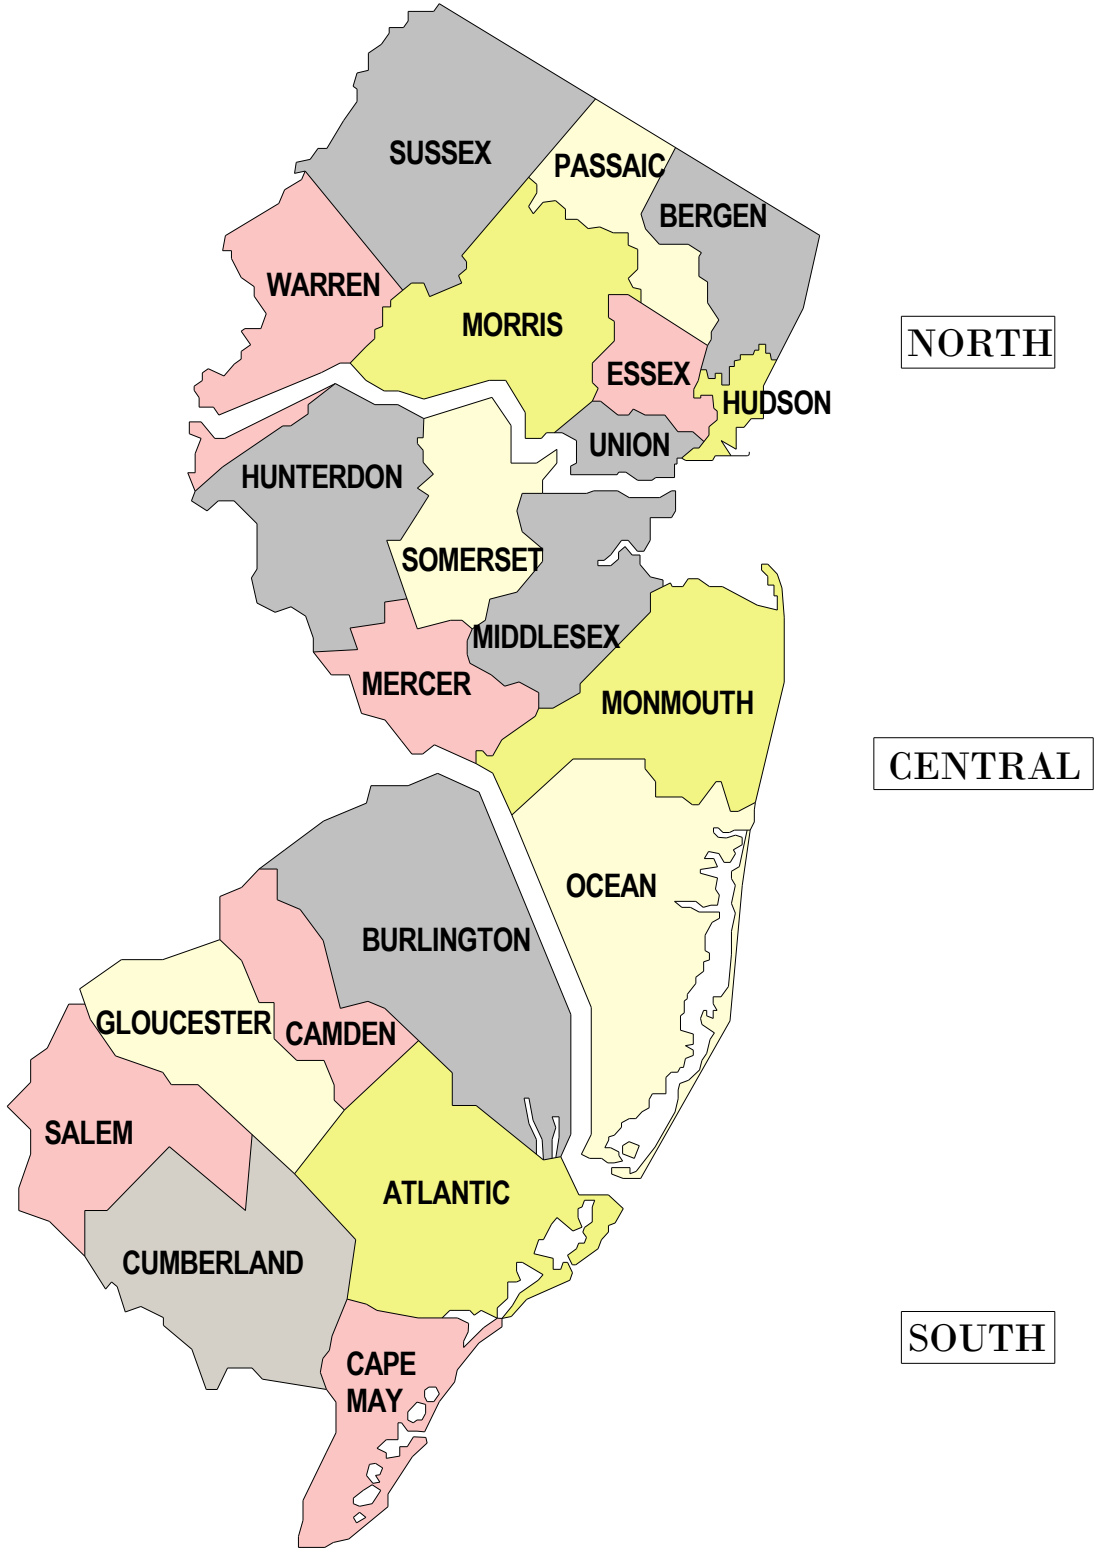 SUSSEX
PASSAIC
BERGEN
WARREN
MORRIS
NORTH
ESSEX
HUDSON
UNION
HUNTERDON
SOMERSET
MIDDLESEX
MERCER
MONMOUTH
CENTRAL
OCEAN
BURLINGTON
GLOUCESTER
CAMDEN
SALEM
ATLANTIC
CUMBERLAND
SOUTH
CAPE
MAY